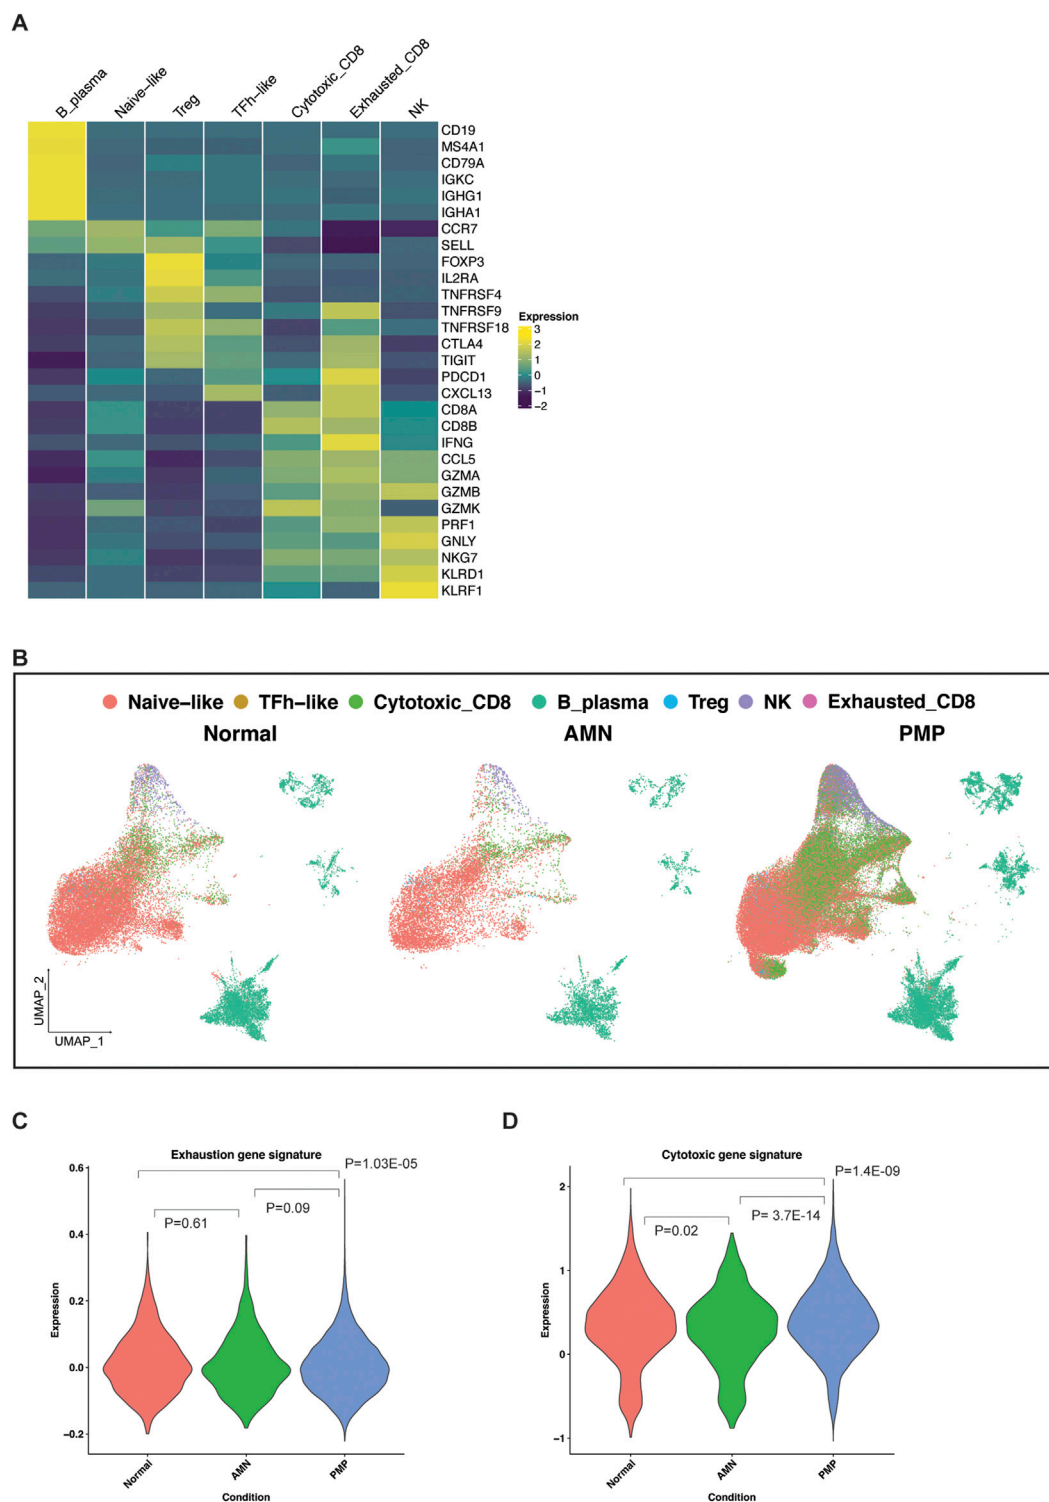 A
B_plasma
Naive-like
Treg
TFh-like
Cytotoxic_CD8
Exhausted_CD8
NK
CD19
MS4A1
CD79A
IGKC
IGHG1
IGHA1
CCR7
SELL
FOXP3
IL2RA
TNFRSF4
TNFRSF9
TNFRSF18
CTLA4
TIGIT
PDCD1
CXCL13
CD8A
CD8B
IFNG
CCL5
GZMA
GZMB
GZMK
PRF1
GNLY
NKG7
KLRD1
KLRF1
Expression
3
2
1
0
-1
-2
B
Naive-like TFh-like Cytotoxic_CD8 B_plasma Treg NK Exhausted_CD8
Normal AMN PMP
UMAP_2
UMAP_1
C
Exhaustion gene signature
P=1.03E-05
P=0.09
P=0.61
0.6
0.4
0.2
0.0
-0.2
Expression
Normal
AMN
PMP
Condition
D
Cytotoxic gene signature
P=1.4E-09
P= 3.7E-14
P=0.02
2
1
0
-1
Expression
Normal
AMN
PMP
Condition